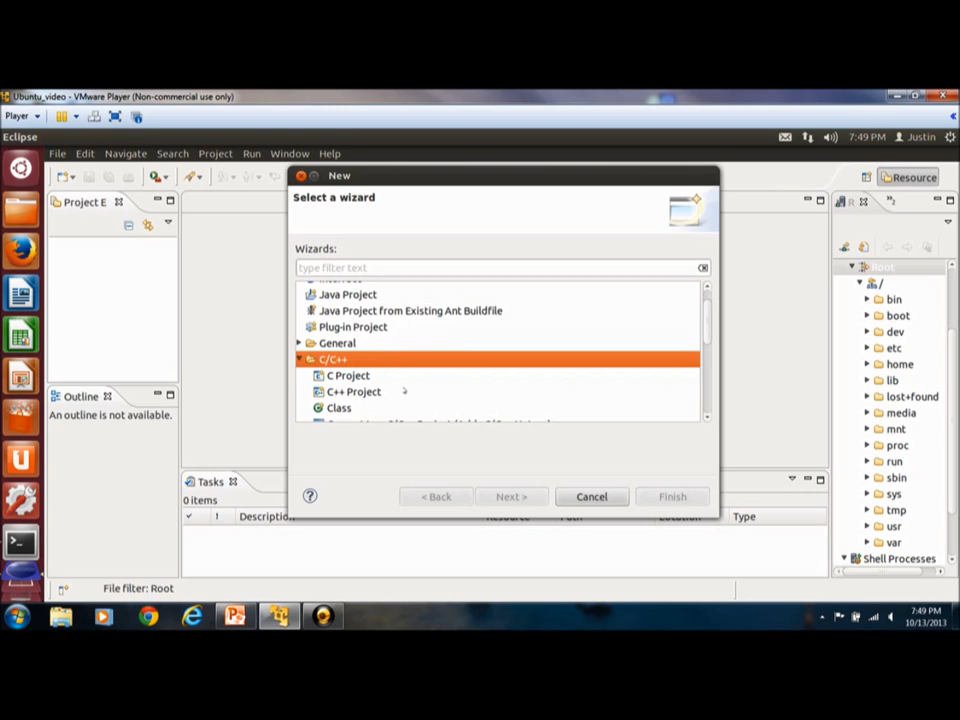 Ubuntu_video - VMware Player (Non-commercial use only)
Player
Eclipse
7:49 PM Justin
File Edit Navigate Search Project Run Window Help
New
Resource
Select a wizard
Project E
R
Wizards:
type filter text
Root
/
Java Project
bin
Java Project from Existing Ant Buildfile
boot
Plug-in Project
dev
General
etc
C/C++
home
C Project
lib
C++ Project
lost+found
Outline
Class
media
An outline is not available.
mnt
proc
run
Tasks
sbin
? < Back Next > Cancel Finish
sys
0 items
tmp
! Description Resource Path Location Type
usr
var
Shell Processes
File filter: Root
7:49 PM
10/13/2013